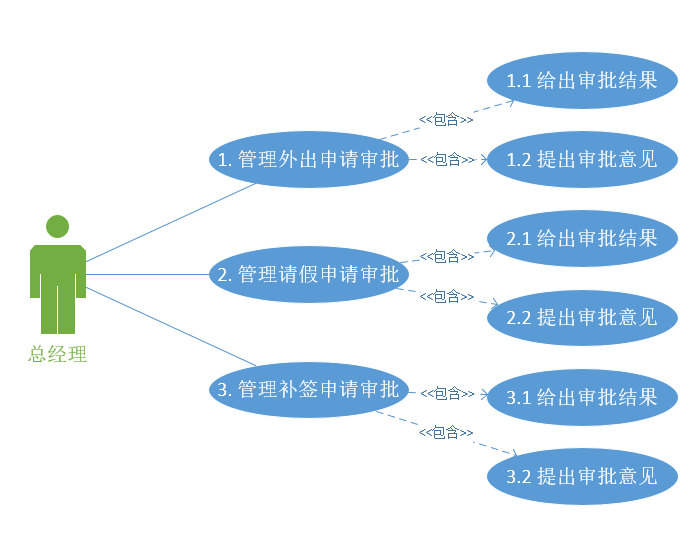 1.1 给出审批结果
<<包含>>
1. 管理外出申请审批
<<包含>>
1.2 提出审批意见
2.1 给出审批结果
<<包含>>
2. 管理请假申请审批
<<包含>>
2.2 提出审批意见
总经理
3. 管理补签申请审批
<<包含>>
3.1 给出审批结果
<<包含>>
3.2 提出审批意见